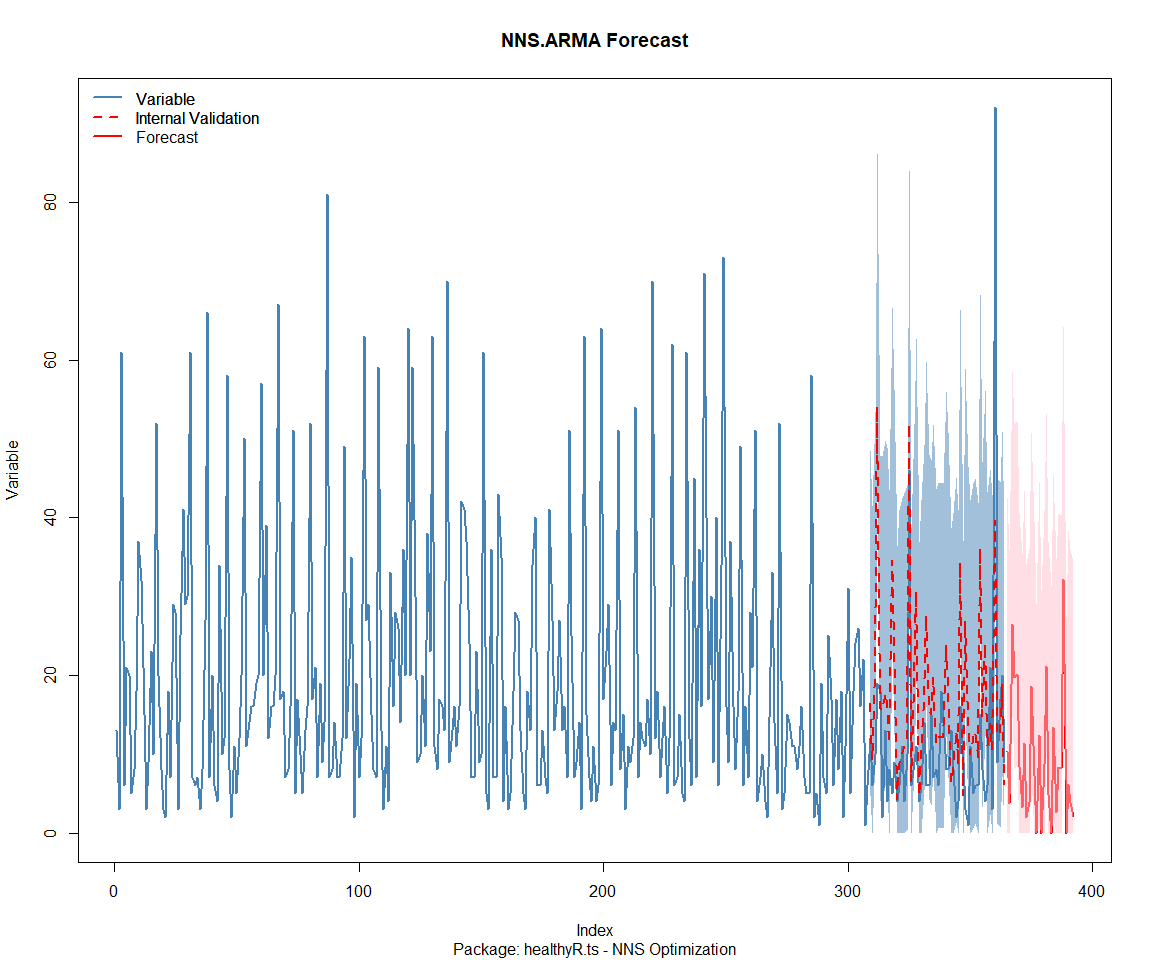 NNS.ARMA Forecast
Variable
Internal Validation
Forecast
80
60
40
20
0
Variable
0 100 200 300 400
Index
Package: healthyR.ts - NNS Optimization